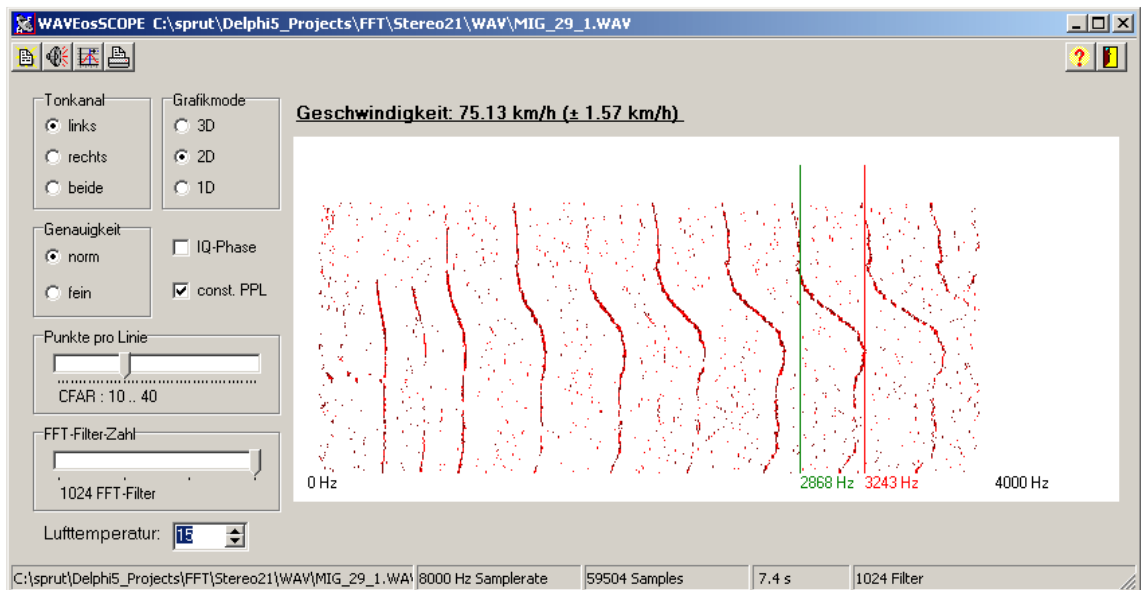 WAVEosSCOPE C:\sprut\Delphi5_Projects\FFT\Stereo21\WAV\MIG_29_1.WAV
Tonkanal
links
rechts
beide
Grafikmode
3D
2D
1D
Genauigkeit
norm
fein
IQ-Phase
const. PPL
Punkte pro Linie
CFAR : 10 .. 40
FFT-Filter-Zahl
1024 FFT-Filter
Lufttemperatur: 15
Geschwindigkeit: 75.13 km/h (± 1.57 km/h)
0 Hz 2868 Hz 3243 Hz 4000 Hz
C:\sprut\Delphi5_Projects\FFT\Stereo21\WAV\MIG_29_1.WA 8000 Hz Samplerate 59504 Samples 7.4 s 1024 Filter